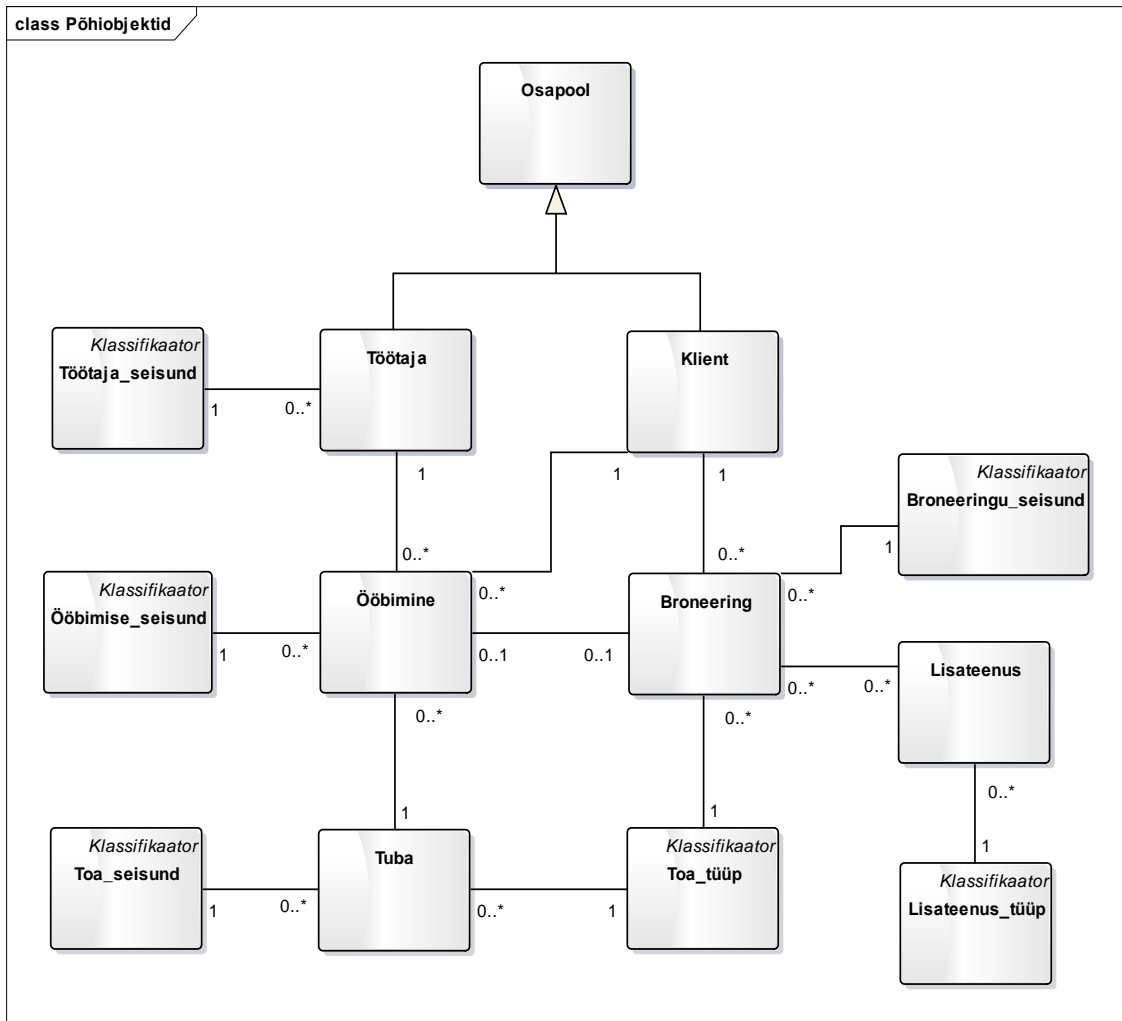 class Põhiobjektid
Osapool
Klassifikaator
Töötaja_seisund
Töötaja
Klient
1
0..*
1
1
1
Klassifikaator
Broneeringu_seisund
1
0..*
0..*
0..*
0..*
Klassifikaator
Ööbimise_seisund
Ööbimine
Broneering
1
0..*
0..1
0..1
0..*
0..*
Lisateenus
0..*
0..*
0..*
1
1
1
Klassifikaator
Toa_seisund
Tuba
Klassifikaator
Toa_tüüp
Klassifikaator
Lisateenus_tüüp
1
0..*
0..*
1